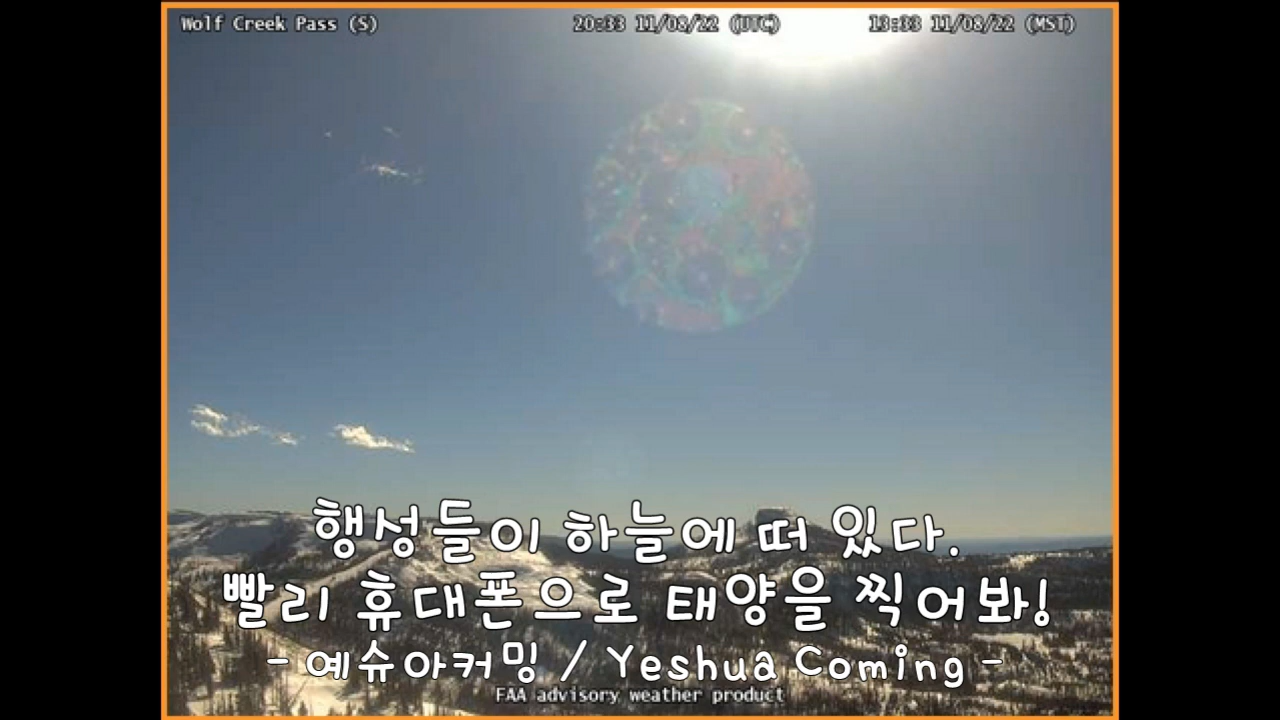 Wolf Creek Pass (S) 20:33 11/08/22 (UTC) 13:33 11/08/22 (MST)
행성들이 하늘에 떠 있다.
빨리 휴대폰으로 태양을 찍어봐!
- 예슈아커밍 / Yeshua Coming -
FAA advisory weather product